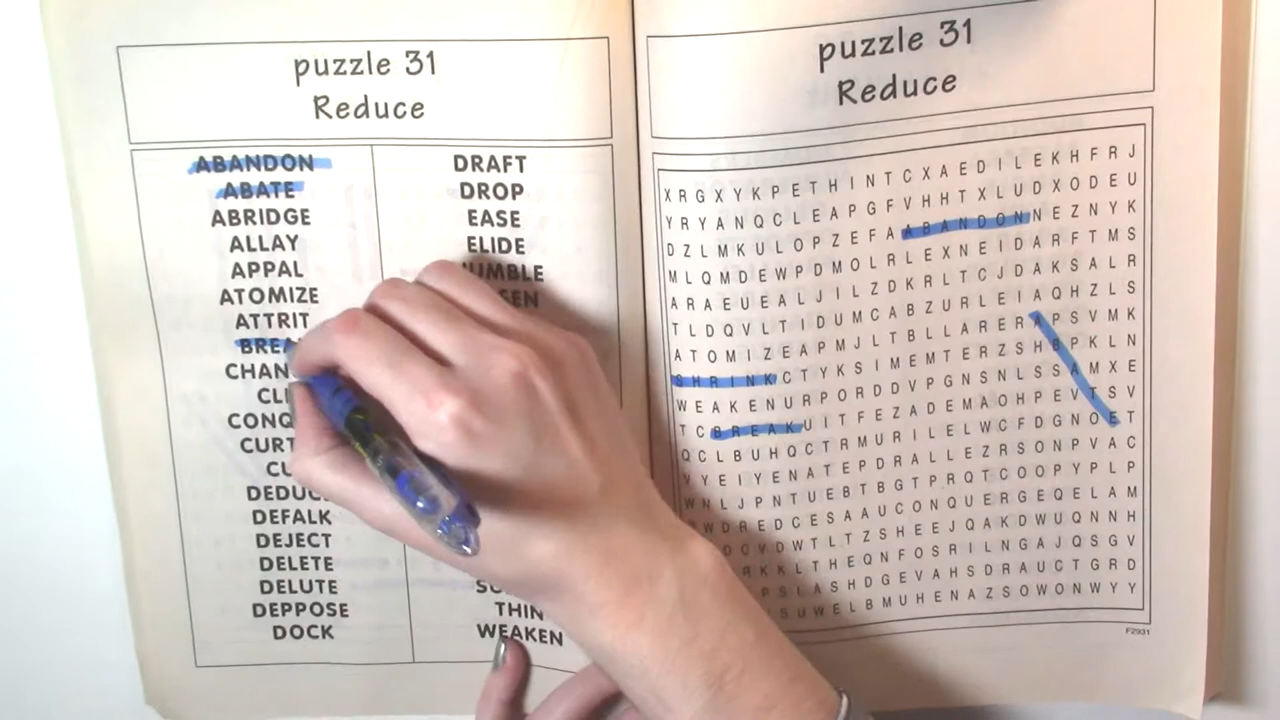 puzzle 31
Reduce
ABANDON
ABATE
ABRIDGE
ALLAY
APPAL
ATOMIZE
ATTRIT
DEFALK
DEJECT
DELETE
DELUTE
DEPPOSE
DOCK
DRAFT
DROP
EASE
ELIDE
THIN
WEAKEN
puzzle 31
Reduce
X R G X Y K P E T H I N T C X A E D I L E K H F R J
Y R Y A N Q C L E A P G F V H H T X L U D X O D E U
D Z L M K U L O P Z E F A A B A N D O N N E Z N Y K
M L Q M D E W P D M O L R L E X N E I D A R F T M S
A R A E U E A L J I L Z D K R L T C J D A K S A L R
T L D Q V L T I D U M C A B Z U R L E I A Q H Z L S
A T O M I Z E A P M J L T B L L A R E R A P S V M K
S H R I N K C T Y K S I M E M T E R Z S H B P K L N
W E A K E N U R P O R D D V P G N S N L S S A M X E
T C B R E A K U I T F E Z A D E M A O H P E V T S V
Q C L B U H Q C T R M U R I L E L W C F D G N O E T
V Y E I Y E N A T E P D R A L L E Z R S O N P V A C
W N L J P N T U E B T B G T P R Q T C O O P Y P L P
W D R E D C E S A A U C O N Q U E R G E Q E L A M
V D W T L T Z S H E E J Q A K D W U Q N N H
R K K L T H E Q N F O S R I L N G A J Q S G V
P S I A S H D G E V A H S D R A U C T G R D
S U W E L B M U H E N A Z S O W O N W Y Y
F2931